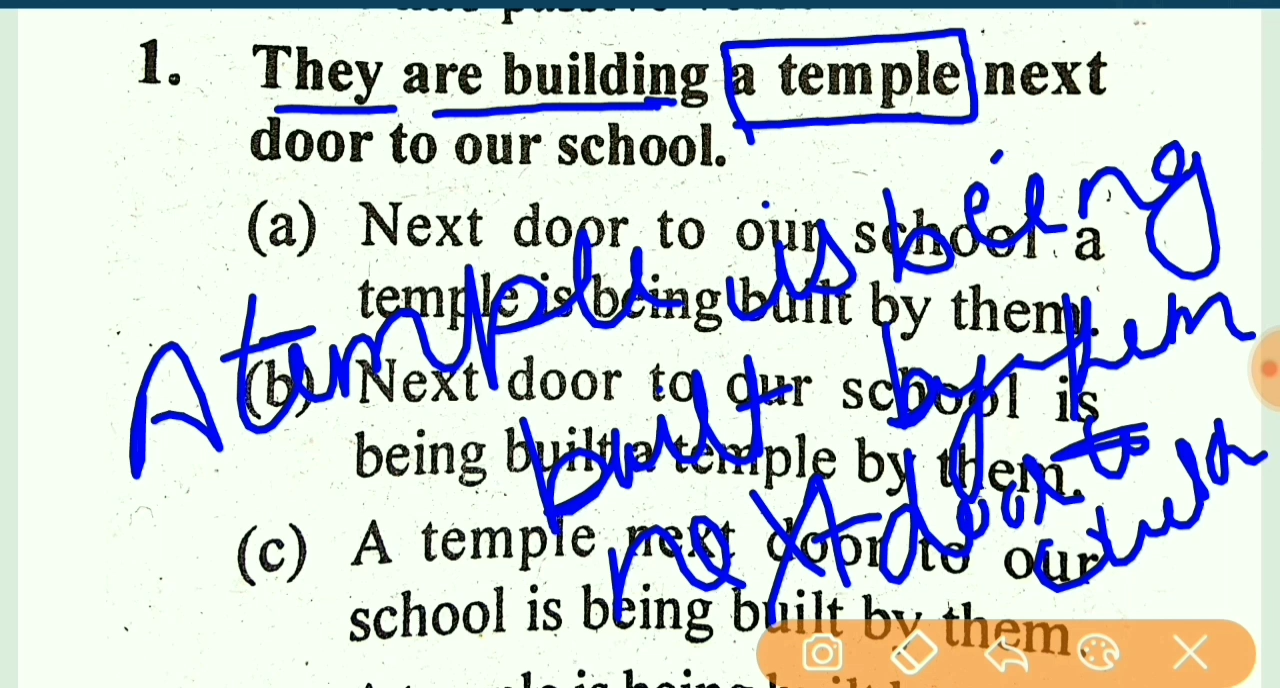 1. They are building a temple next
door to our school.
(a) Next door to our school a
temple is being built by them.
(b) Next door to our school is
being built a temple by them.
(c) A temple next door to our
school is being built by them.
A temple is being
built by them
next door to